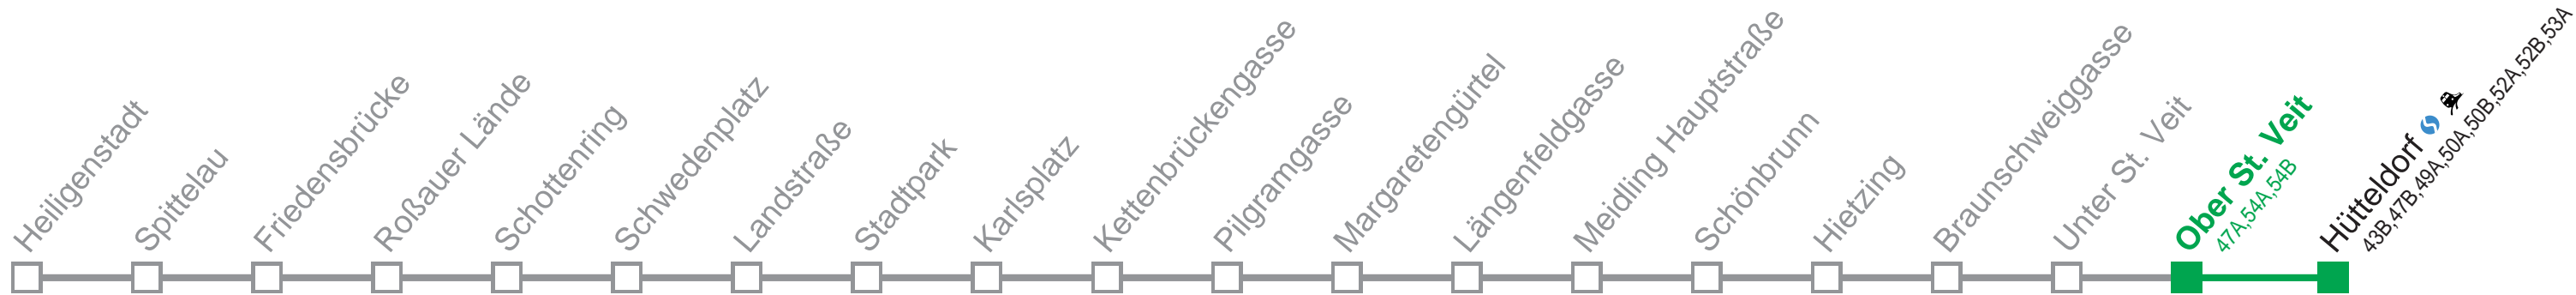 Heiligenstadt
Spittelau
Friedensbrücke
Roßauer Lände
Schottenring
Schwedenplatz
Landstraße
Stadtpark
Karlsplatz
Kettenbrückengasse
Pilgramgasse
Margaretengürtel
Längenfeldgasse
Meidling Hauptstraße
Schönbrunn
Hietzing
Braunschweiggasse
Unter St. Veit
Ober St. Veit
47A,54A,54B
Hütteldorf
43B,47B,49A,50A,50B,52A,52B,53A